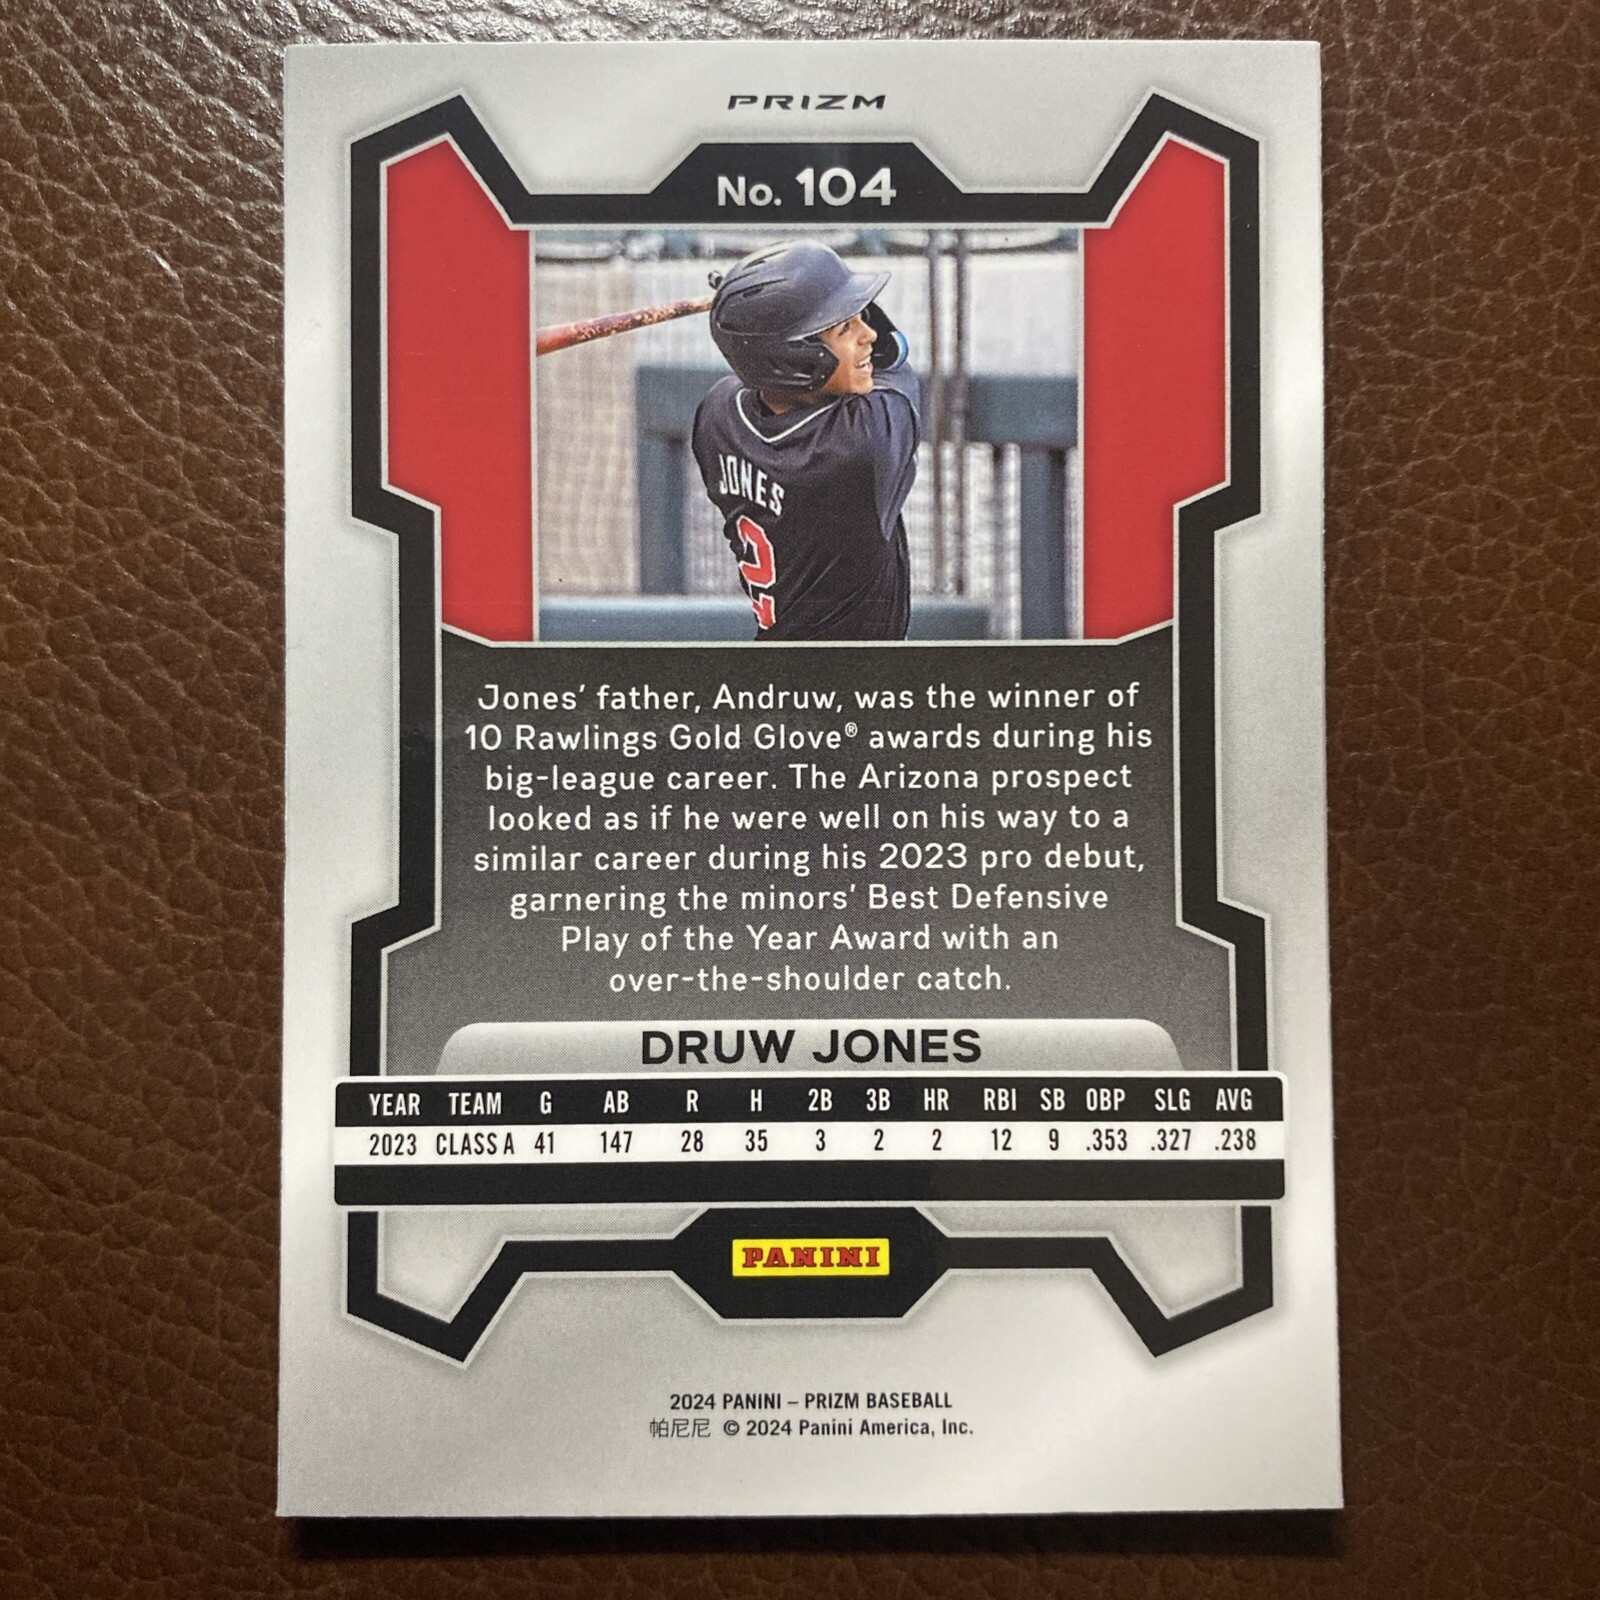 PRIZM
No. 104
JONES
2
Jones' father, Andruw, was the winner of
10 Rawlings Gold Glove® awards during his
big-league career. The Arizona prospect
looked as if he were well on his way to a
similar career during his 2023 pro debut,
garnering the minors' Best Defensive
Play of the Year Award with an
over-the-shoulder catch.
DRUW JONES
YEAR TEAM G AB R H 2B 3B HR RBI SB OBP SLG AVG
2023 CLASS A 41 147 28 35 3 2 2 12 9 .353 .327 .238
PANINI
2024 PANINI – PRIZM BASEBALL
帕尼尼 © 2024 Panini America, Inc.